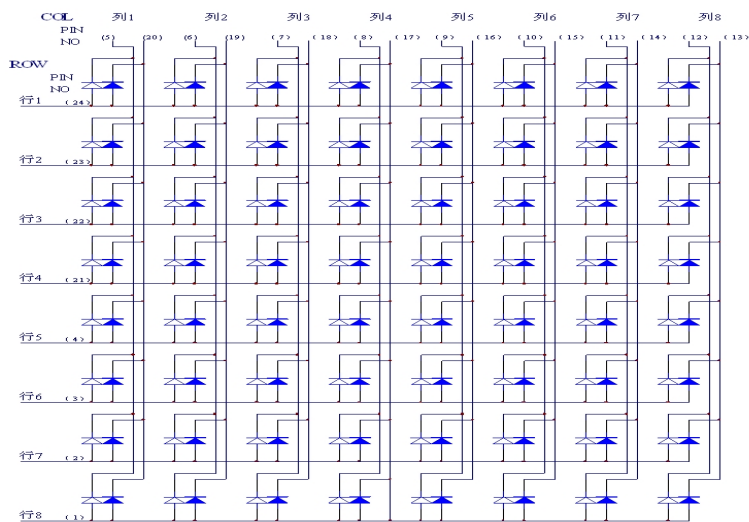 COL 列1 列2 列3 列4 列5 列6 列7 列8
PIN
NO (5) (20) (6) (19) (7) (18) (8) (17) (9) (16) (10) (15) (11) (14) (12) (13)
ROW
PIN
NO
行1 (24)
行2 (23)
行3 (22)
行4 (21)
行5 (4)
行6 (3)
行7 (2)
行8 (1)